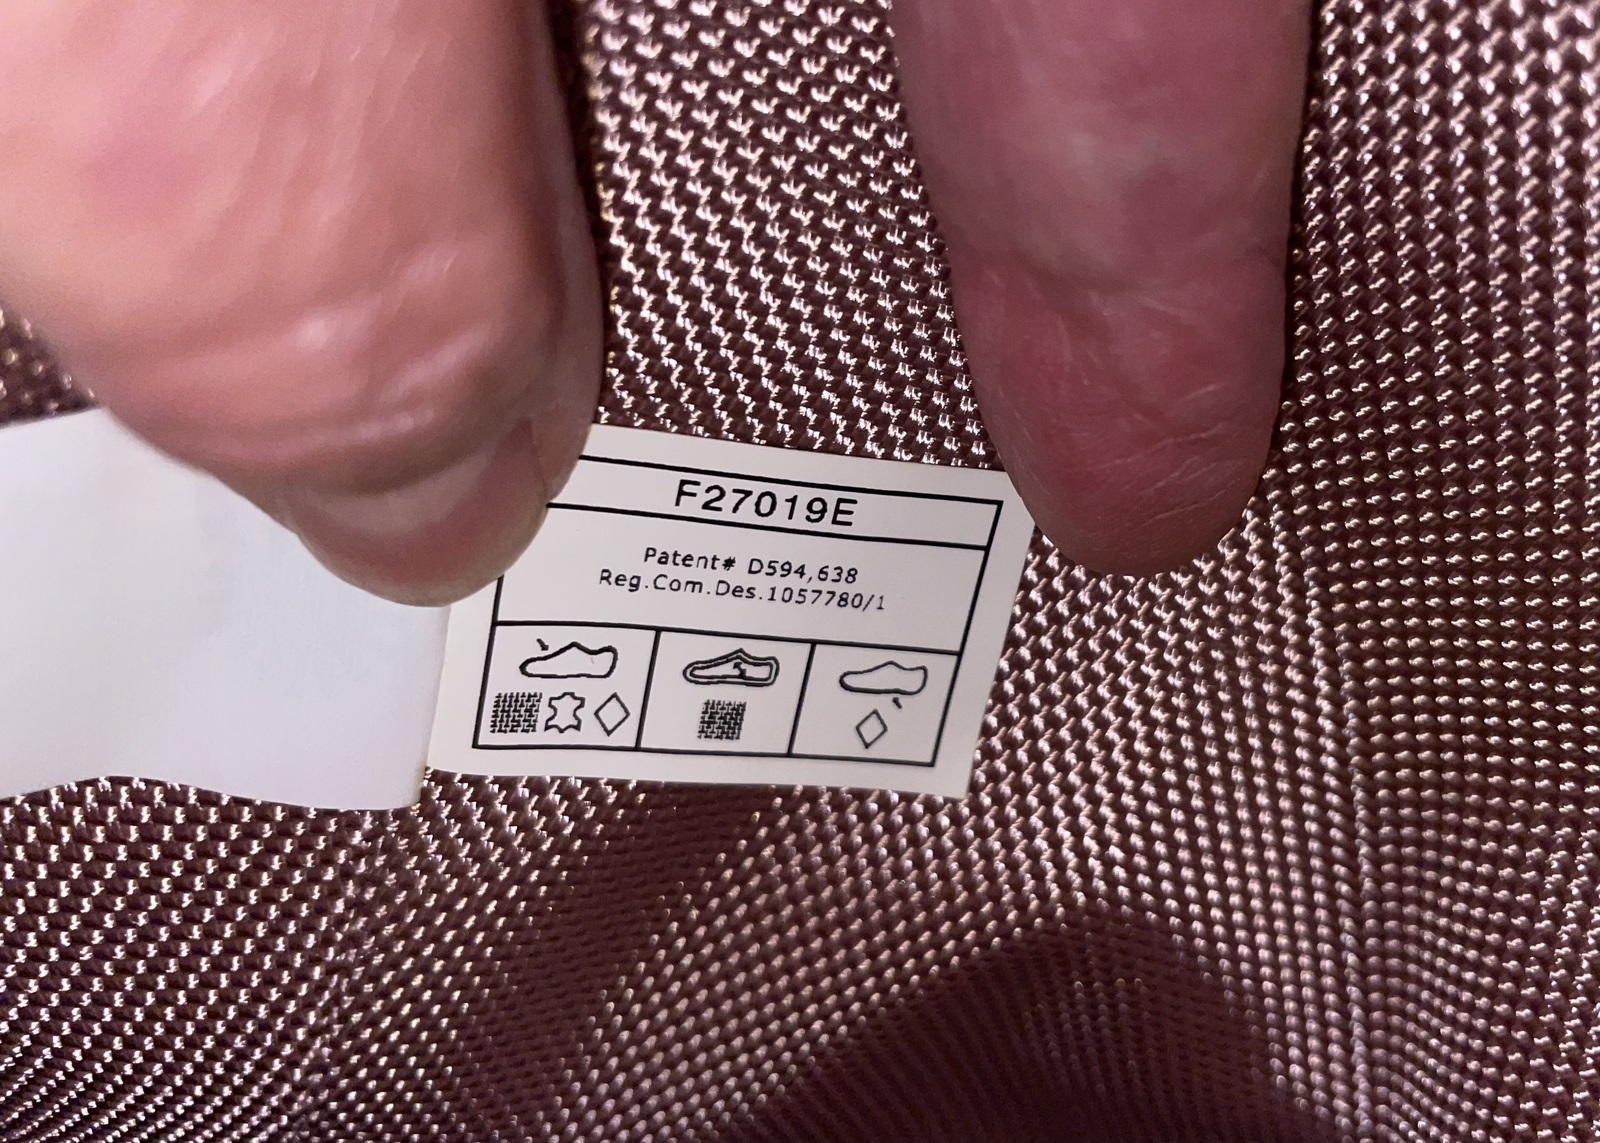 F27019E
Patent# D594,638
Reg.Com.Des.1057780/1